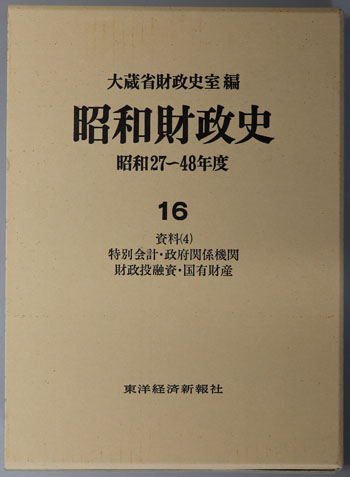 大蔵省財政史室編
昭和財政史
昭和27〜48年度
16
資料(4)
特別会計・政府関係機関
財政投融資・国有財産
東洋経済新報社